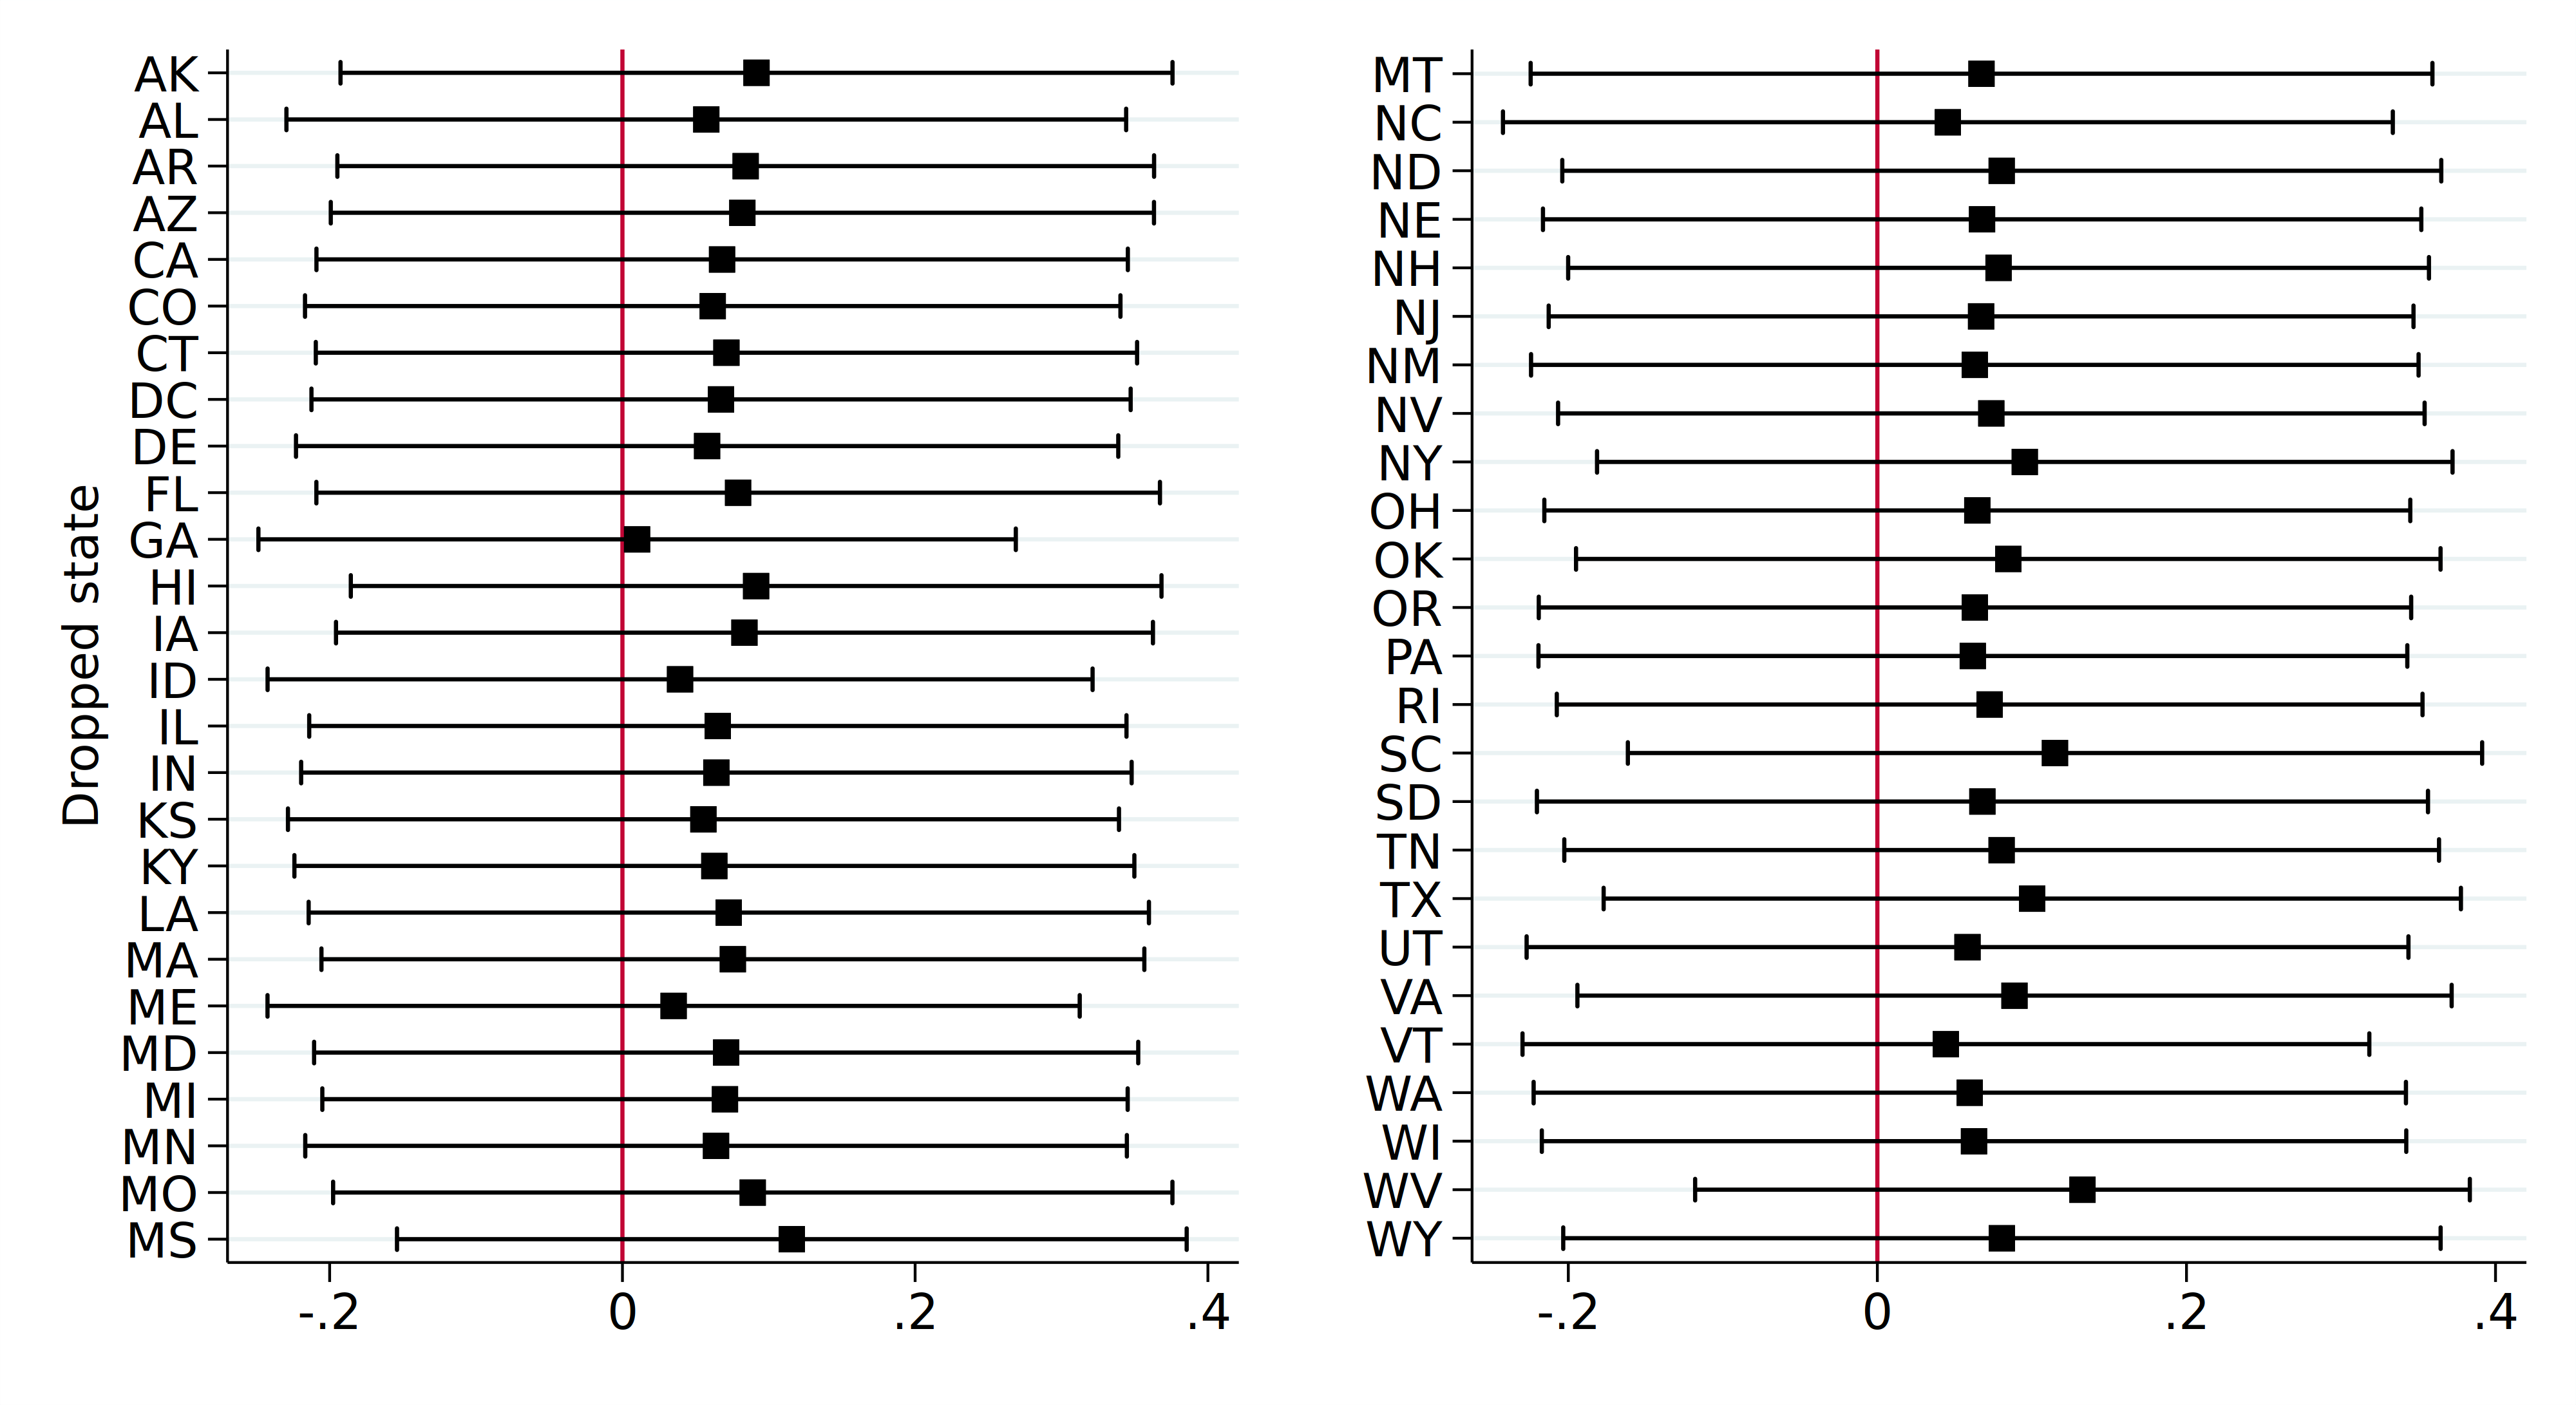 Dropped state
AK
AL
AR
AZ
CA
CO
CT
DC
DE
FL
GA
HI
IA
ID
IL
IN
KS
KY
LA
MA
ME
MD
MI
MN
MO
MS
-.2 0 .2 .4
MT
NC
ND
NE
NH
NJ
NM
NV
NY
OH
OK
OR
PA
RI
SC
SD
TN
TX
UT
VA
VT
WA
WI
WV
WY
-.2 0 .2 .4